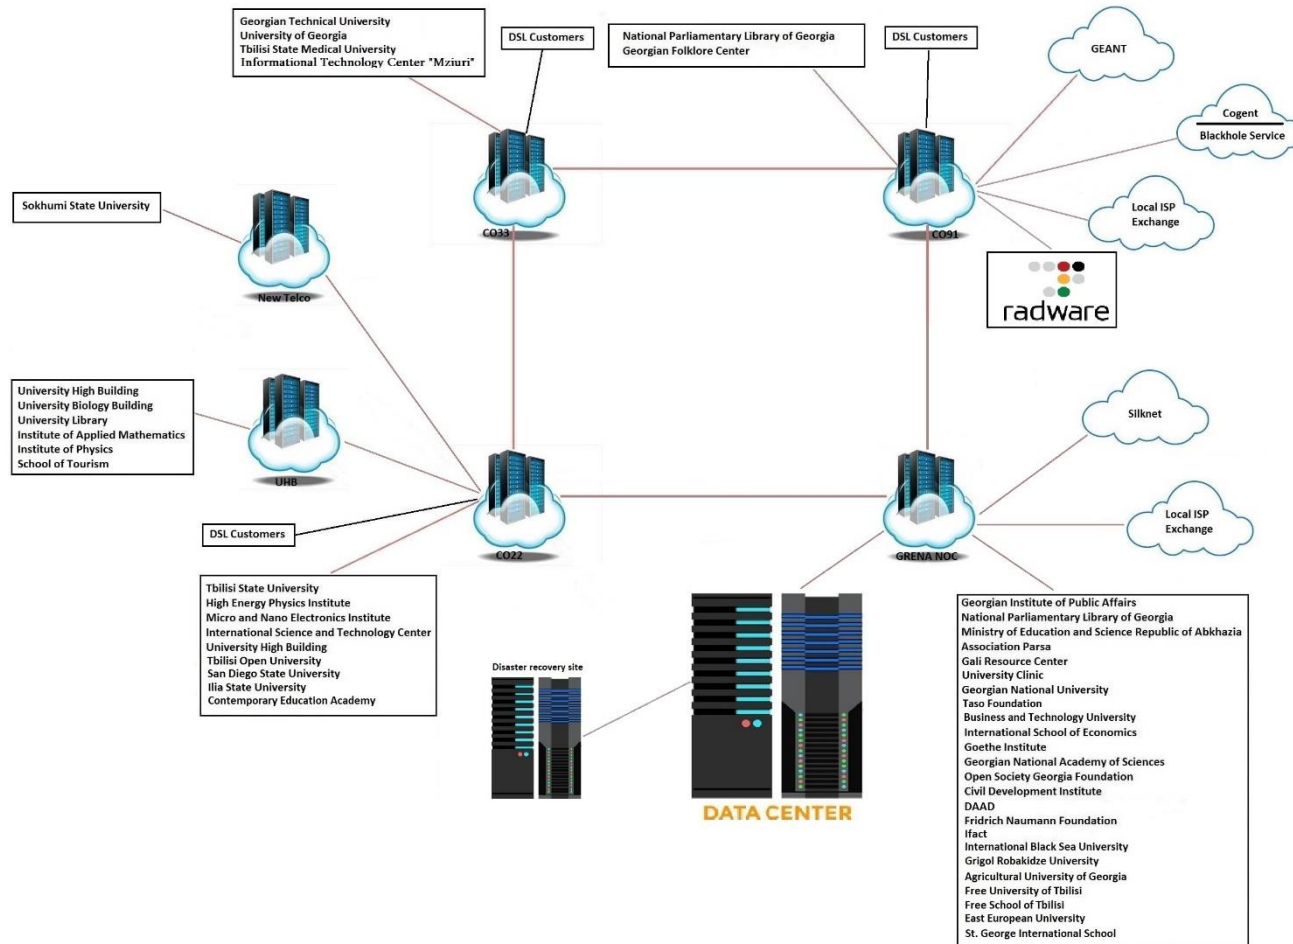 Georgian Technical University
University of Georgia
Tbilisi State Medical University
Informational Technology Center "Mziuri"
DSL Customers
National Parliamentary Library of Georgia
Georgian Folklore Center
DSL Customers
GEANT
Cogent
Blackhole Service
Local ISP
Exchange
radware
CO33
CO91
Sokhumi State University
New Telco
University High Building
University Biology Building
University Library
Institute of Applied Mathematics
Institute of Physics
School of Tourism
UHB
DSL Customers
CO22
GRENA NOC
Silknet
Local ISP
Exchange
Tbilisi State University
High Energy Physics Institute
Micro and Nano Electronics Institute
International Science and Technology Center
University High Building
Tbilisi Open University
San Diego State University
Ilia State University
Contemporary Education Academy
Disaster recovery site
DATA CENTER
Georgian Institute of Public Affairs
National Parliamentary Library of Georgia
Ministry of Education and Science Republic of Abkhazia
Association Parsa
Gali Resource Center
University Clinic
Georgian National University
Taso Foundation
Business and Technology University
International School of Economics
Goethe Institute
Georgian National Academy of Sciences
Open Society Georgia Foundation
Civil Development Institute
DAAD
Fridrich Naumann Foundation
Ifact
International Black Sea University
Grigol Robakidze University
Agricultural University of Georgia
Free University of Tbilisi
Free School of Tbilisi
East European University
St. George International School